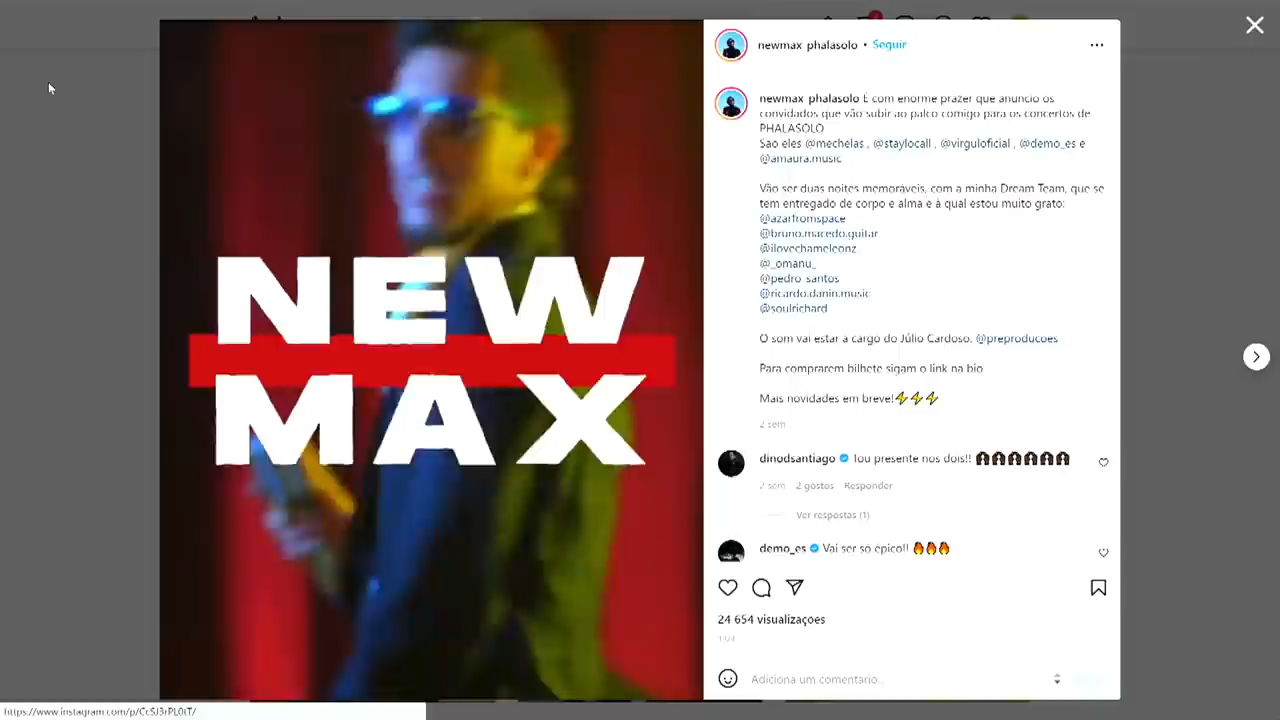 newmax_phalasolo • Seguir
NEW
MAX
newmax_phalasolo É com enorme prazer que anuncio os
convidados que vão subir ao palco comigo para os concertos de
PHALASOLO
São eles @mechelas , @staylocall , @virguloficial , @demo_es e
@amaura.music
Vão ser duas noites memoráveis, com a minha Dream Team, que se
tem entregado de corpo e alma e à qual estou muito grato:
@azarfromspace
@bruno.macedo.guitar
@ilovechameleonz
@_omanu_
@pedro_santos
@ricardo.danin.music
@soulrichard
O som vai estar a cargo do Júlio Cardoso. @preproducoes
Para comprarem bilhete sigam o link na bio
Mais novidades em breve!⚡⚡⚡
2 sem
dinodsantiago Tou presente nos dois!!
2 sem 2 gostos Responder
Ver respostas (1)
demo_es Vai ser só épico!! 🔥🔥🔥
24 654 visualizações
Adiciona um comentário...
https://www.instagram.com/p/CcSJ3rPL0tT/